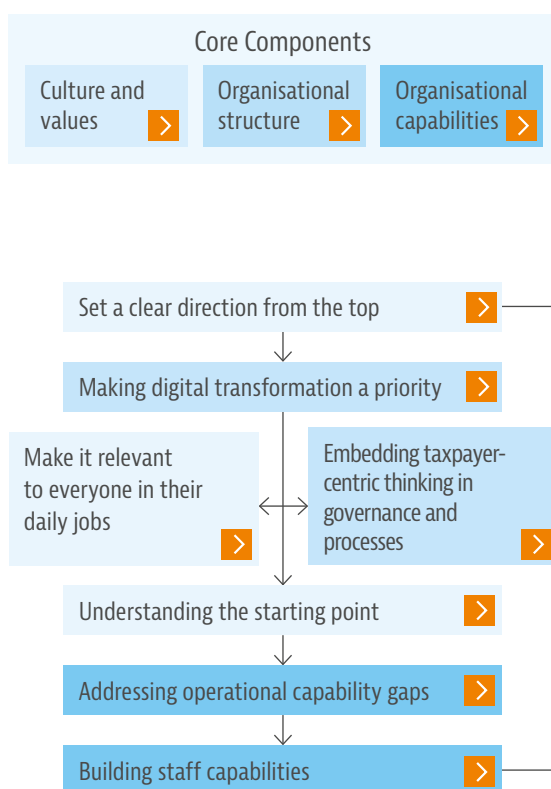 Core Components
Culture and
values
Organisational
structure
Organisational
capabilities
Set a clear direction from the top
Making digital transformation a priority
Make it relevant
to everyone in their
daily jobs
Embedding taxpayer-
centric thinking in
governance and
processes
Understanding the starting point
Addressing operational capability gaps
Building staff capabilities